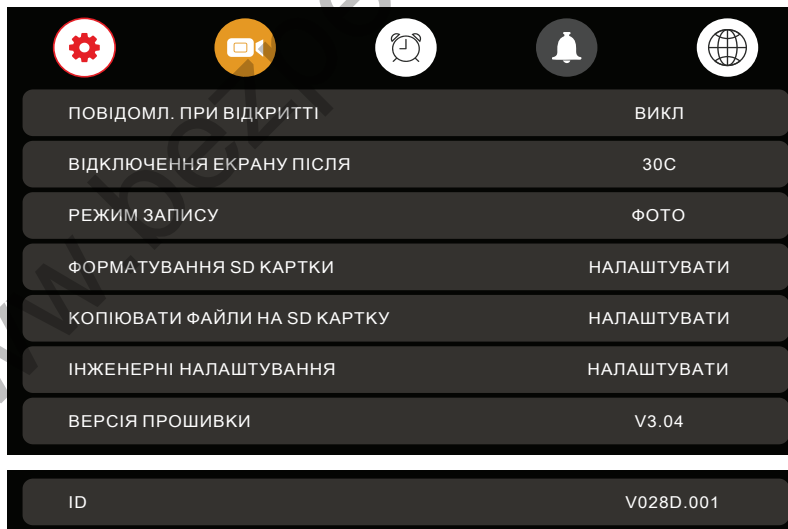 ПОВІДОМЛ. ПРИ ВІДКРИТТІ ВИКЛ
ВІДКЛЮЧЕННЯ ЕКРАНУ ПІСЛЯ 30С
РЕЖИМ ЗАПИСУ ФОТО
ФОРМАТУВАННЯ SD КАРТКИ НАЛАШТУВАТИ
КОПІЮВАТИ ФАЙЛИ НА SD КАРТКУ НАЛАШТУВАТИ
ІНЖЕНЕРНІ НАЛАШТУВАННЯ НАЛАШТУВАТИ
ВЕРСІЯ ПРОШИВКИ V3.04
ID V028D.001